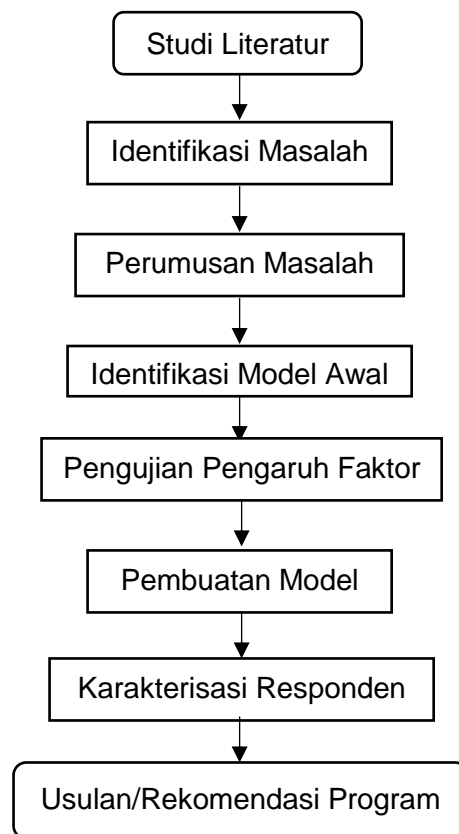 Studi Literatur
Identifikasi Masalah
Perumusan Masalah
Identifikasi Model Awal
Pengujian Pengaruh Faktor
Pembuatan Model
Karakterisasi Responden
Usulan/Rekomendasi Program